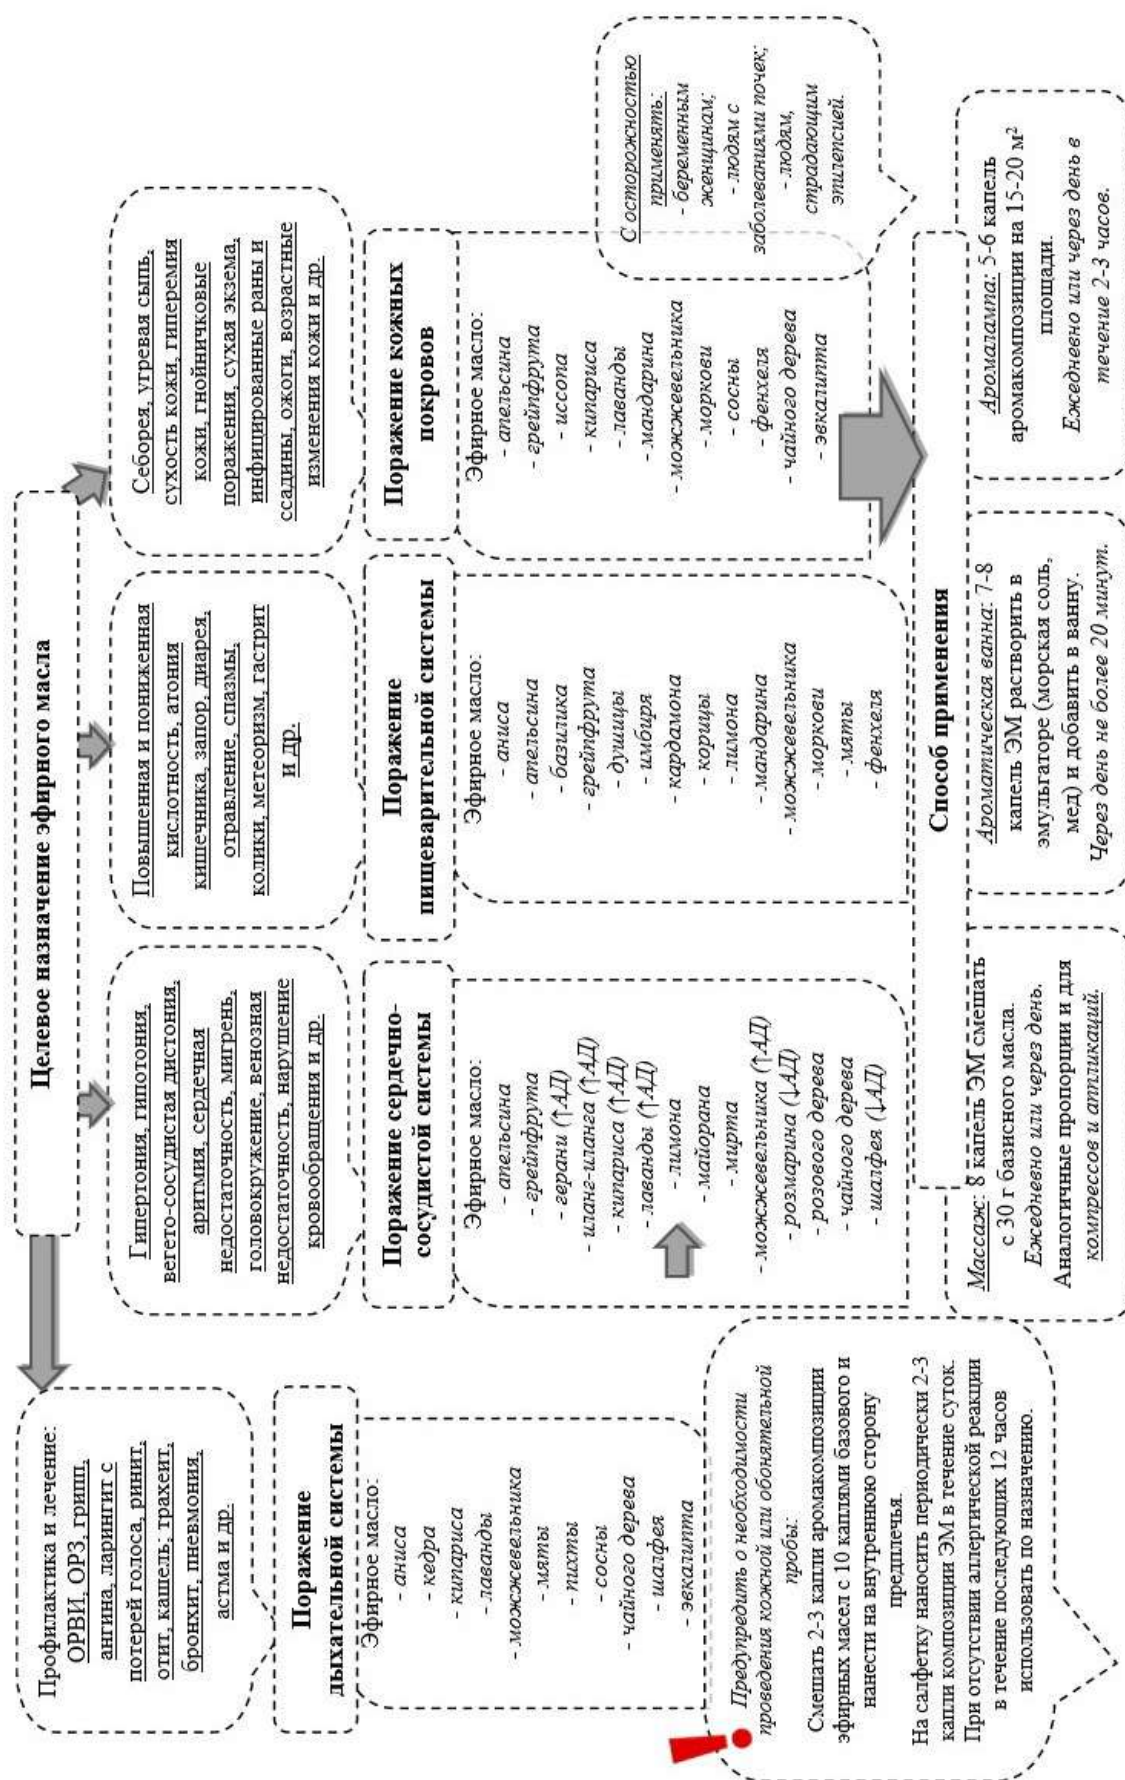 Целевое назначение эфирного масла
Профилактика и лечение:
ОРВИ, ОРЗ, грипп,
ангина, ларингит с
потерей голоса, ринит,
отит, кашель, трахеит,
бронхит, пневмония,
астма и др.
Гипертония, гипотония,
вегето-сосудистая дистония,
аритмия, сердечная
недостаточность, мигрень,
головокружение, венозная
недостаточность, нарушение
кровообращения и др.
Повышенная и пониженная
кислотность, атония
кишечника, запор, диарея,
отравление, спазмы,
колики, метеоризм, гастрит
и др.
Себорея, угревая сыпь,
сухость кожи, гиперемия
кожи, гнойничковые
поражения, сухая экзема,
инфицированные раны и
ссадины, ожоги, возрастные
изменения кожи и др.
Поражение
дыхательной системы
Эфирное масло:
- аниса
- кедра
- кипариса
- лаванды
- можжевельника
- мяты
- пихты
- сосны
- чайного дерева
- шалфея
- эвкалипта
Поражение сердечно-
сосудистой системы
Эфирное масло:
- апельсина
- грейпфрута
- герани (↑АД)
- иланг-иланга (↑АД)
- кипариса (↑АД)
- лаванды (↑АД)
- лимона
- майорана
- мирта
- можжевельника (↑АД)
- розмарина (↓АД)
- розового дерева
- чайного дерева
- шалфея (↓АД)
Поражение
пищеварительной системы
Эфирное масло:
- аниса
- апельсина
- базилика
- грейпфрута
- душицы
- имбиря
- кардамона
- корицы
- лимона
- мандарина
- можжевельника
- моркови
- мяты
- фенхеля
Поражение кожных
покровов
Эфирное масло:
- апельсина
- грейпфрута
- иссопа
- кипариса
- лаванды
- мандарина
- можжевельника
- моркови
- сосны
- фенхеля
- чайного дерева
- эвкалипта
С осторожностью
применять:
- беременным
женщинам;
- людям с
заболеваниями почек;
- людям,
страдающим
эпилепсией.
Предупредить о необходимости
проведения кожной или обонятельной
пробы:
Смешать 2-3 капли аромакомпозиции
эфирных масел с 10 каплями базового и
нанести на внутреннюю сторону
предплечья.
На салфетку наносить периодически 2-3
капли композиции ЭМ в течение суток.
При отсутствии аллергической реакции
в течение последующих 12 часов
использовать по назначению.
Способ применения
Массаж: 8 капель ЭМ смешать
с 30 г базисного масла.
Ежедневно или через день.
Аналогичные пропорции и для
компрессов и аппликаций.
Ароматическая ванна: 7-8
капель ЭМ растворить в
эмульгаторе (морская соль,
мед) и добавить в ванну.
Через день не более 20 минут.
Аромалампа: 5-6 капель
аромакомпозиции на 15-20 м²
площади.
Ежедневно или через день в
течение 2-3 часов.